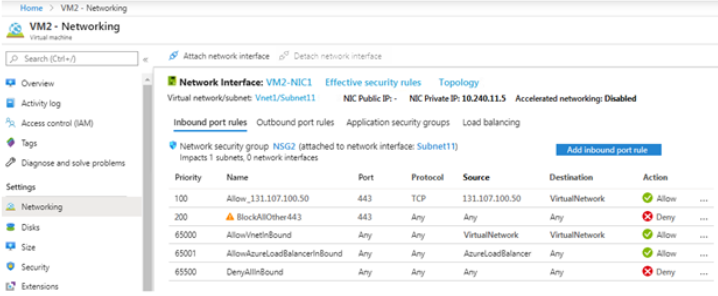 Home > VM2 - Networking
VM2 - Networking
Virtual machine
Search (Ctrl+/)
«
Attach network interface Detach network interface
Overview
Activity log
Access control (IAM)
Tags
Diagnose and solve problems
Settings
Networking
Disks
Size
Security
Extensions
Network Interface: VM2-NIC1 Effective security rules Topology
Virtual network/subnet: Vnet1/Subnet11 NIC Public IP: - NIC Private IP: 10.240.11.5 Accelerated networking: Disabled
Inbound port rules Outbound port rules Application security groups Load balancing
Network security group NSG2 (attached to network interface: Subnet11)
Impacts 1 subnets, 0 network interfaces
Add inbound port rule
Priority Name Port Protocol Source Destination Action
100 Allow_131.107.100.50 443 TCP 131.107.100.50 VirtualNetwork Allow ...
200 BlockAllOther443 443 Any Any Any Deny ...
65000 AllowVnetInBound Any Any VirtualNetwork VirtualNetwork Allow ...
65001 AllowAzureLoadBalancerInBound Any Any AzureLoadBalancer Any Allow ...
65500 DenyAllInBound Any Any Any Any Deny ...